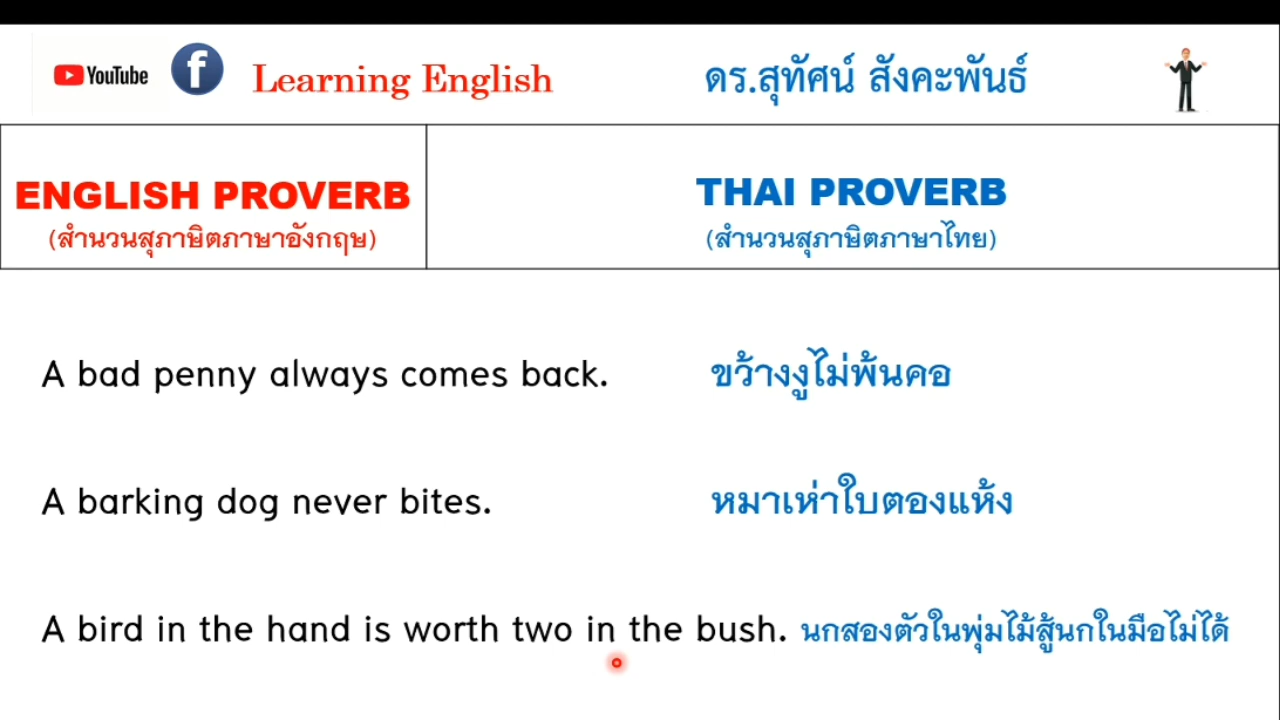 YouTube f Learning English ดร.สุทัศน์ สังคะพันธ์
ENGLISH PROVERB
(สำนวนสุภาษิตภาษาอังกฤษ)
THAI PROVERB
(สำนวนสุภาษิตภาษาไทย)
A bad penny always comes back. ขว้างงูไม่พ้นคอ
A barking dog never bites. หมาเห่าใบตองแห้ง
A bird in the hand is worth two in the bush. นกสองตัวในพุ่มไม้สู้นกในมือไม่ได้